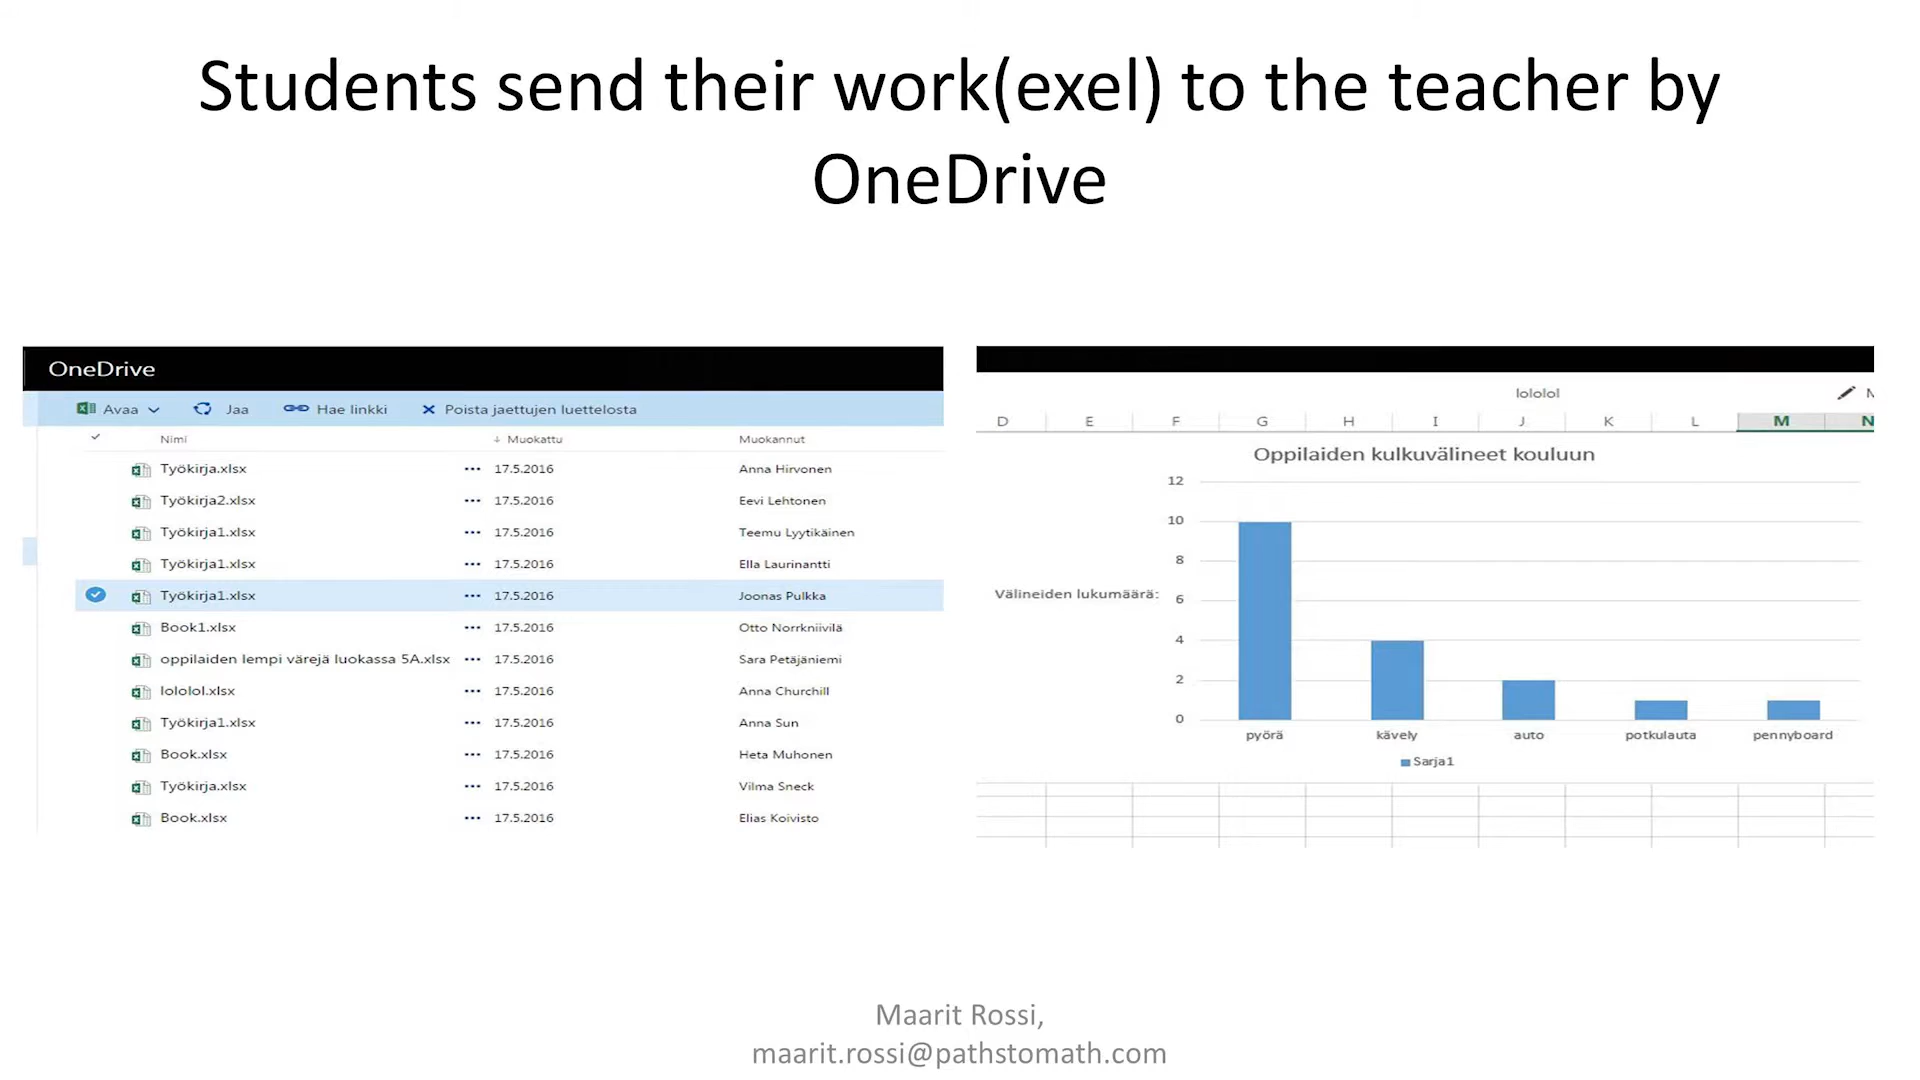 Students send their work(exel) to the teacher by
OneDrive
OneDrive
Avaa Jaa Hae linkki Poista jaettujen luettelosta
Nimi Muokattu Muokannut
Työkirja.xlsx ... 17.5.2016 Anna Hirvonen
Työkirja2.xlsx ... 17.5.2016 Eevi Lehtonen
Työkirja1.xlsx ... 17.5.2016 Teemu Lyytikäinen
Työkirja1.xlsx ... 17.5.2016 Ella Laurinantti
Työkirja1.xlsx ... 17.5.2016 Joonas Pulkka
Book1.xlsx ... 17.5.2016 Otto Norrkniivilä
oppilaiden lempi värejä luokassa 5A.xlsx ... 17.5.2016 Sara Petäjäniemi
lololol.xlsx ... 17.5.2016 Anna Churchill
Työkirja1.xlsx ... 17.5.2016 Anna Sun
Book.xlsx ... 17.5.2016 Heta Muhonen
Työkirja.xlsx ... 17.5.2016 Vilma Sneck
Book.xlsx ... 17.5.2016 Elias Koivisto
lololol M
D E F G H I J K L M N
Oppilaiden kulkuvälineet kouluun
12
10
8
Välineiden lukumäärä: 6
4
2
0
pyörä kävely auto potkulauta pennyboard
Sarja1
Maarit Rossi,
maarit.rossi@pathstomath.com